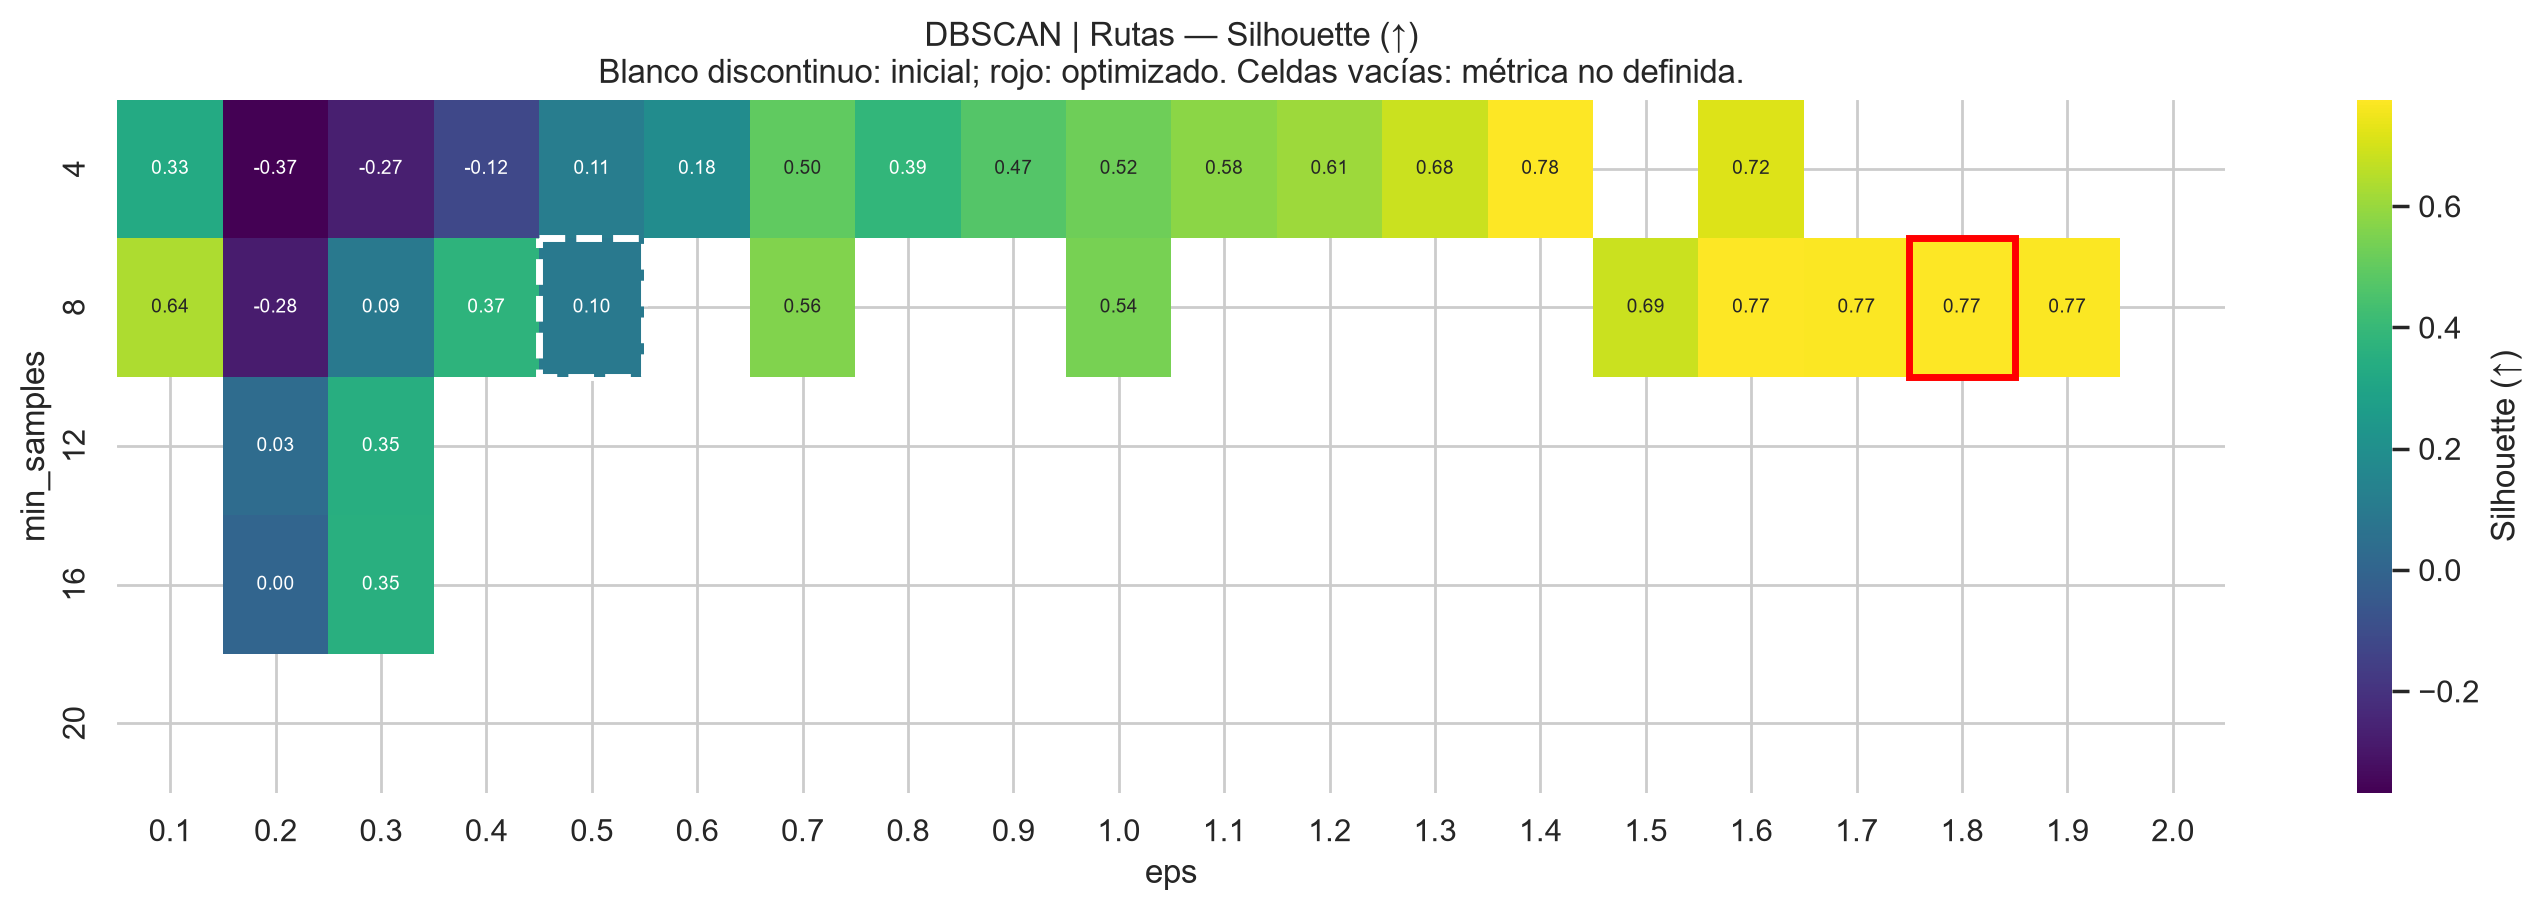 DBSCAN | Rutas — Silhouette (↑)
Blanco discontinuo: inicial; rojo: optimizado. Celdas vacías: métrica no definida.
min_samples
4
0.33 -0.37 -0.27 -0.12 0.11 0.18 0.50 0.39 0.47 0.52 0.58 0.61 0.68 0.78 0.72
8
0.64 -0.28 0.09 0.37 0.10 0.56 0.54 0.69 0.77 0.77 0.77 0.77
12
0.03 0.35
16
0.00 0.35
20
0.1 0.2 0.3 0.4 0.5 0.6 0.7 0.8 0.9 1.0 1.1 1.2 1.3 1.4 1.5 1.6 1.7 1.8 1.9 2.0
eps
0.6
0.4
0.2
0.0
−0.2
Silhouette (↑)